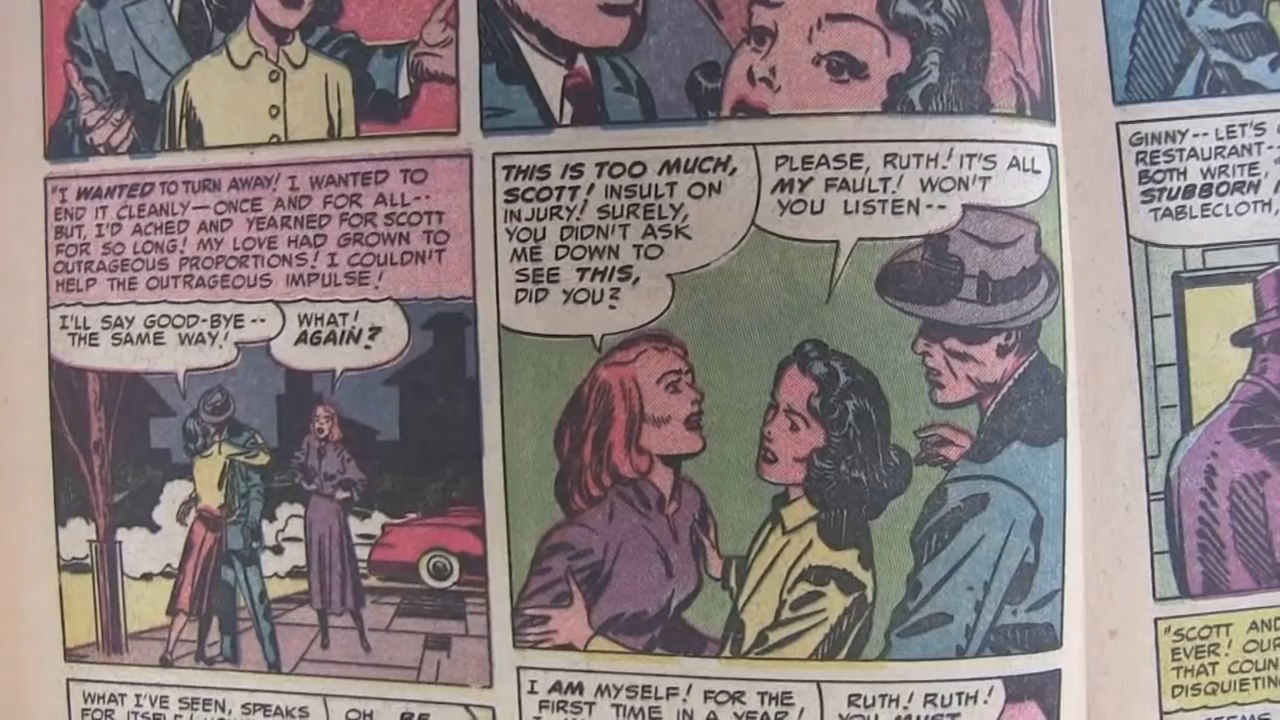 "I WANTED TO TURN AWAY! I WANTED TO
END IT CLEANLY—ONCE AND FOR ALL--
BUT, I'D ACHED AND YEARNED FOR SCOTT
FOR SO LONG! MY LOVE HAD GROWN TO
OUTRAGEOUS PROPORTIONS! I COULDN'T
HELP THE OUTRAGEOUS IMPULSE!
I'LL SAY GOOD-BYE--
THE SAME WAY!
WHAT!
AGAIN?
THIS IS TOO MUCH,
SCOTT! INSULT ON
INJURY! SURELY,
YOU DIDN'T ASK
ME DOWN TO
SEE THIS,
DID YOU?
PLEASE, RUTH! IT'S ALL
MY FAULT! WON'T
YOU LISTEN--
GINNY-- LET'S
RESTAURANT--
BOTH WRITE,
STUBBORN
TABLECLOTH,
WHAT I'VE SEEN, SPEAKS
FOR ITSELF!
OH
BE
I AM MYSELF! FOR THE
FIRST TIME IN A YEAR!
RUTH! RUTH!
YOU MUST
"SCOTT AND
EVER! OUR
THAT COUN
DISQUIETING